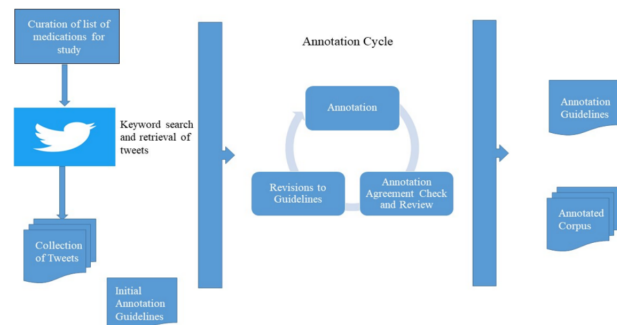 Curation of list of
medications for
study
Keyword search
and retrieval of
tweets
Collection
of Tweets
Initial
Annotation
Guidelines
Annotation Cycle
Annotation
Annotation
Agreement Check
and Review
Revisions to
Guidelines
Annotation
Guidelines
Annotated
Corpus